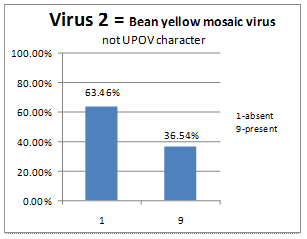 Virus 2 = Bean yellow mosaic virus
not UPOV character
100.00%
80.00%
60.00%
40.00%
20.00%
0.00%
63.46%
36.54%
1
9
1-absent
9-present